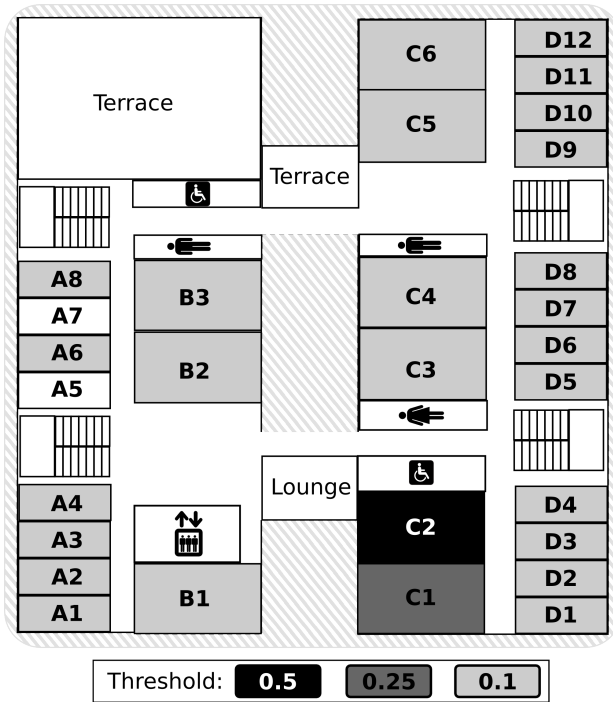 C6
D12
D11
Terrace
C5
D10
D9
Terrace
A8
B3
C4
D8
A7
D7
A6
B2
C3
D6
A5
D5
Lounge
A4
C2
D4
A3
D3
A2
B1
C1
D2
A1
D1
Threshold: 0.5 0.25 0.1